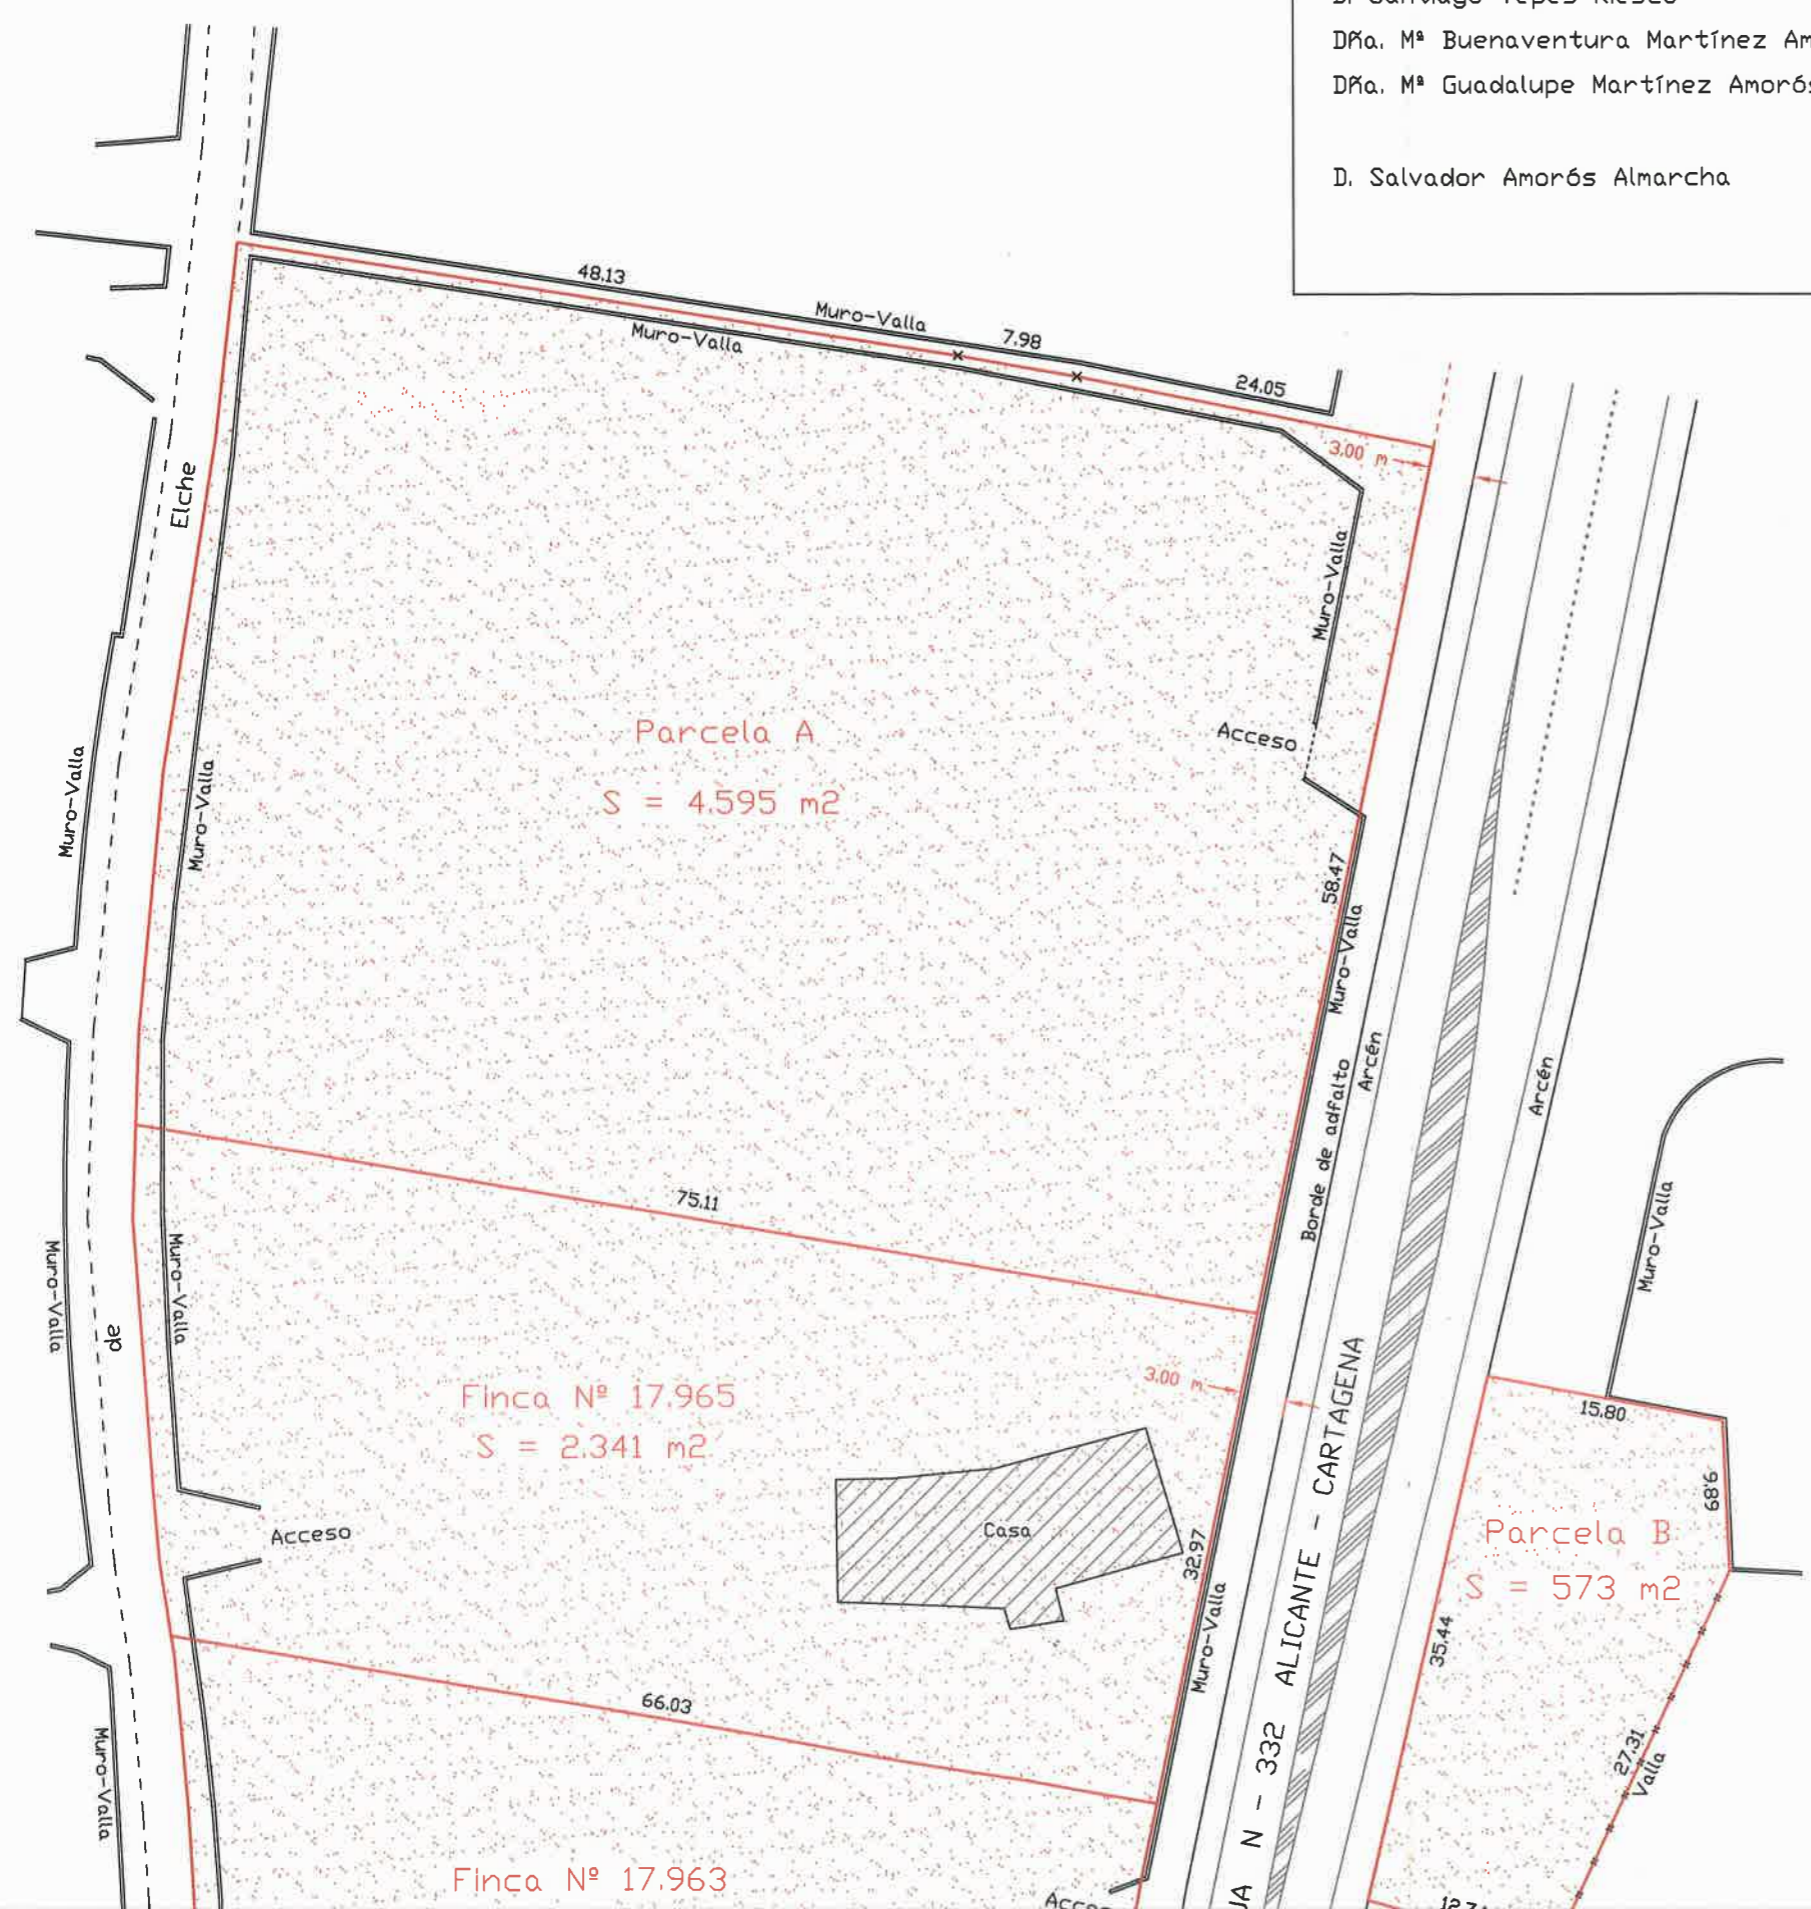 Dña. Mª Buenaventura Martínez
Dña. Mª Guadalupe Martínez Amorós
D. Salvador Amorós Almarcha
48.13
Muro-Valla
Muro-Valla
7.98
24.05
3.00 m
Elche
Muro-Valla
Parcela A
S = 4.595 m2
Acceso
Muro-Valla
Muro-Valla
58.47
Muro-Valla
Borde de adfalto
Arcén
Arcén
75.11
Muro-Valla
Muro-Valla
Muro-Valla
de
3.00 m
Finca Nº 17.965
S = 2.341 m2
Casa
Acceso
32.97
Muro-Valla
N - 332 ALICANTE - CARTAGENA
15.80
9.89
Parcela B
S = 573 m2
35.44
27.31
Valla
66.03
Muro-Valla
Finca Nº 17.963